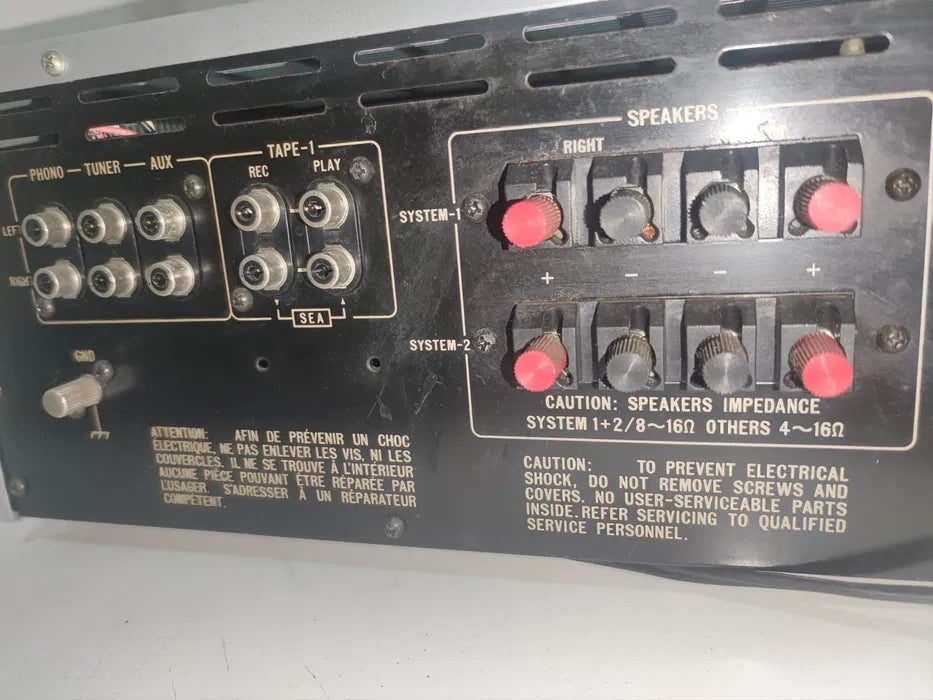 SPEAKERS
RIGHT
PHONO TUNER AUX
TAPE-1
REC PLAY
LEFT
RIGHT
SEA
SYSTEM-1
+ − − +
SYSTEM-2
GND
CAUTION: SPEAKERS IMPEDANCE
SYSTEM 1+2/8~16Ω OTHERS 4~16Ω
ATTENTION: AFIN DE PRÉVENIR UN CHOC
ÉLECTRIQUE, NE PAS ENLEVER LES VIS, NI LES
COUVERCLES. IL NE SE TROUVE À L'INTÉRIEUR
AUCUNE PIÈCE POUVANT ÊTRE RÉPARÉE PAR
L'USAGER. S'ADRESSER À UN RÉPARATEUR
COMPÉTENT.
CAUTION: TO PREVENT ELECTRICAL
SHOCK, DO NOT REMOVE SCREWS AND
COVERS. NO USER-SERVICEABLE PARTS
INSIDE. REFER SERVICING TO QUALIFIED
SERVICE PERSONNEL.